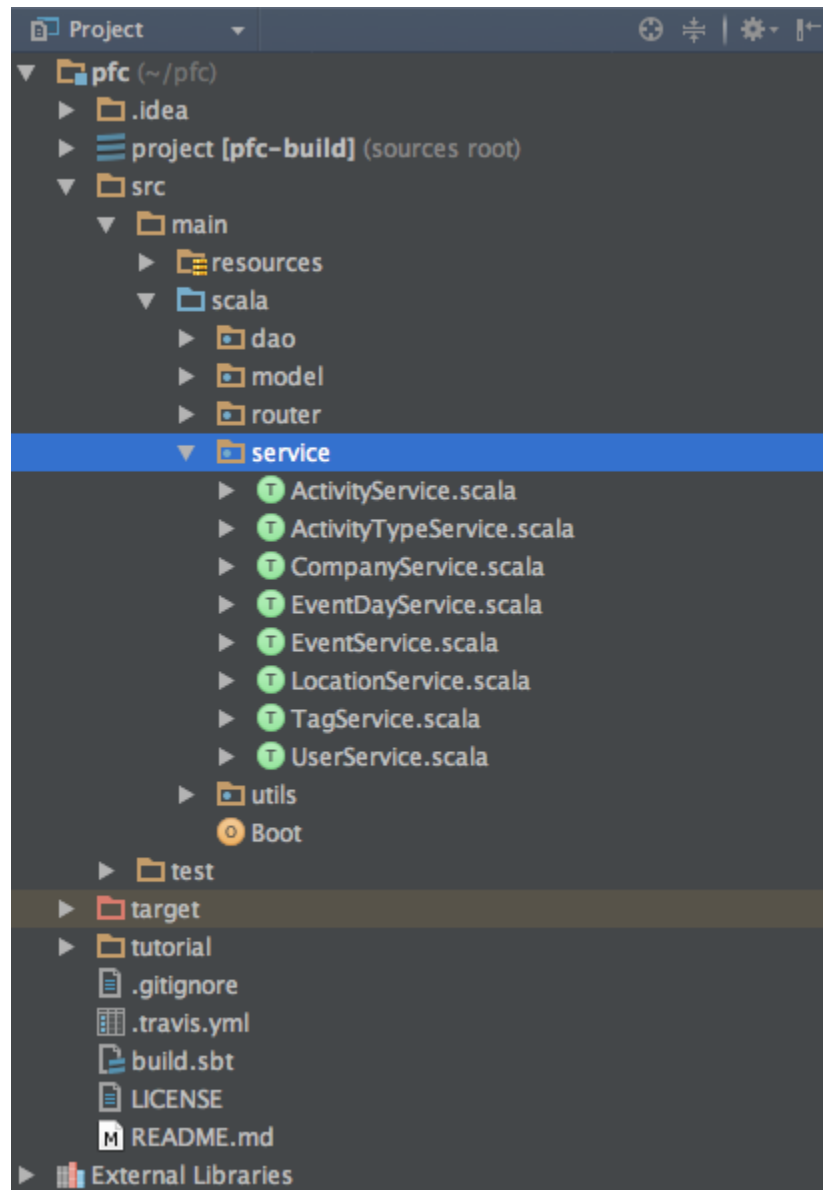 Project
pfc (~/pfc)
.idea
project [pfc-build] (sources root)
src
main
resources
scala
dao
model
router
service
T ActivityService.scala
T ActivityTypeService.scala
T CompanyService.scala
T EventDayService.scala
T EventService.scala
T LocationService.scala
T TagService.scala
T UserService.scala
utils
O Boot
test
target
tutorial
.gitignore
.travis.yml
build.sbt
LICENSE
M README.md
External Libraries